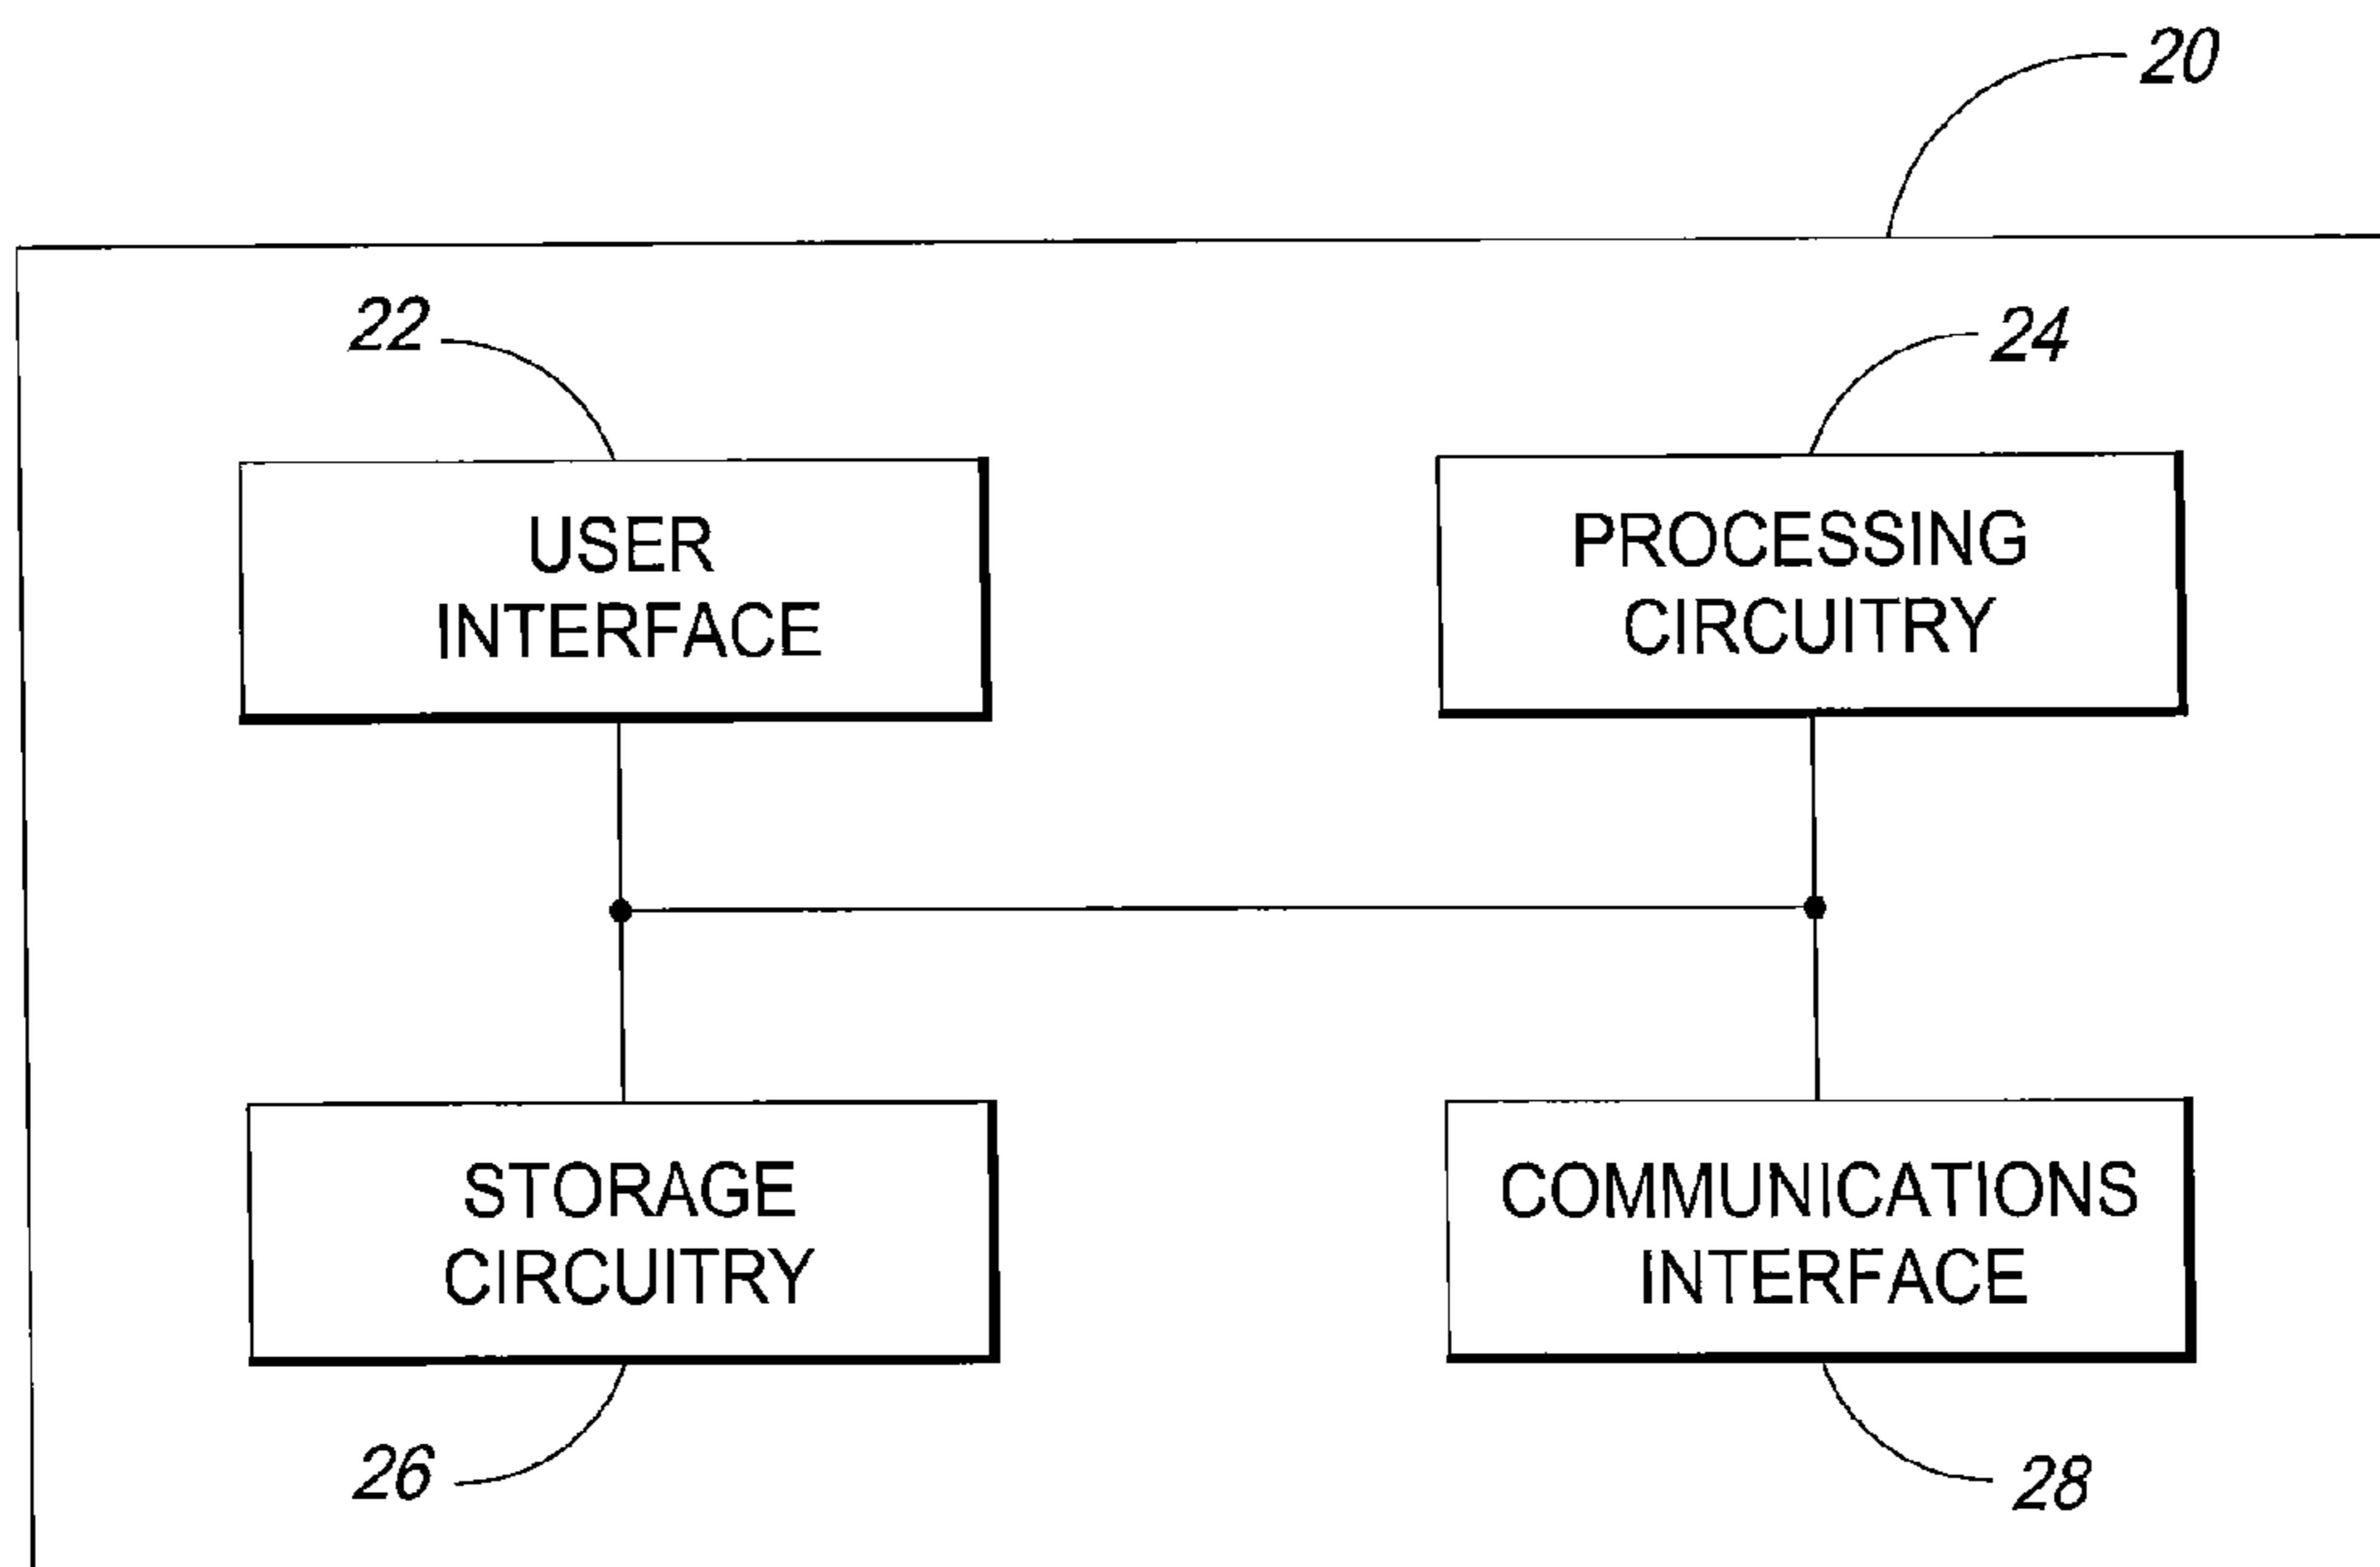 20
22
24
USER
INTERFACE
PROCESSING
CIRCUITRY
STORAGE
CIRCUITRY
COMMUNICATIONS
INTERFACE
26
28